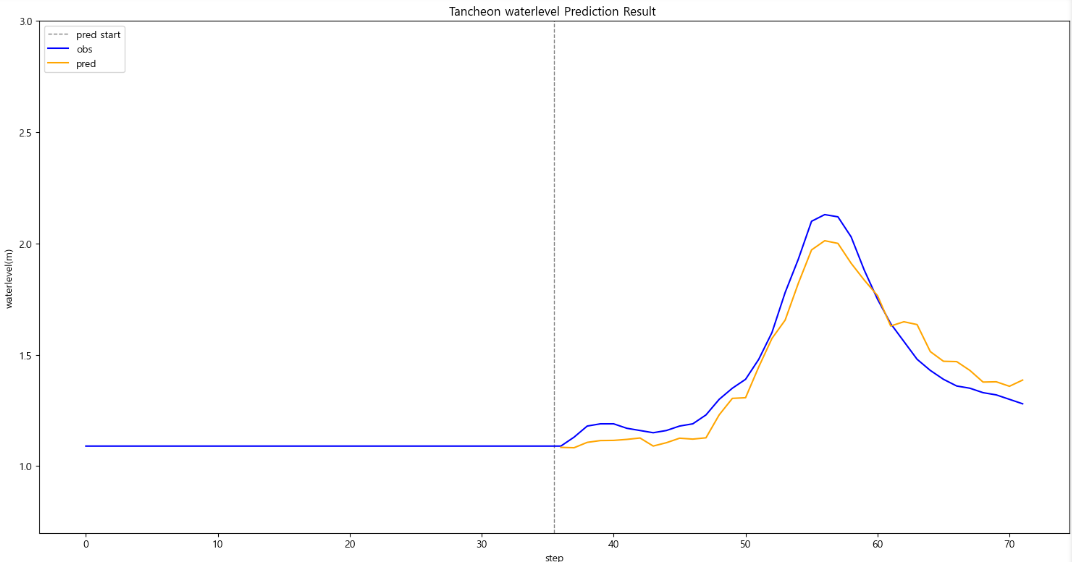 Tancheon waterlevel Prediction Result
pred start
obs
pred
3.0
2.5
2.0
1.5
1.0
waterlevel(m)
0 10 20 30 40 50 60 70
step